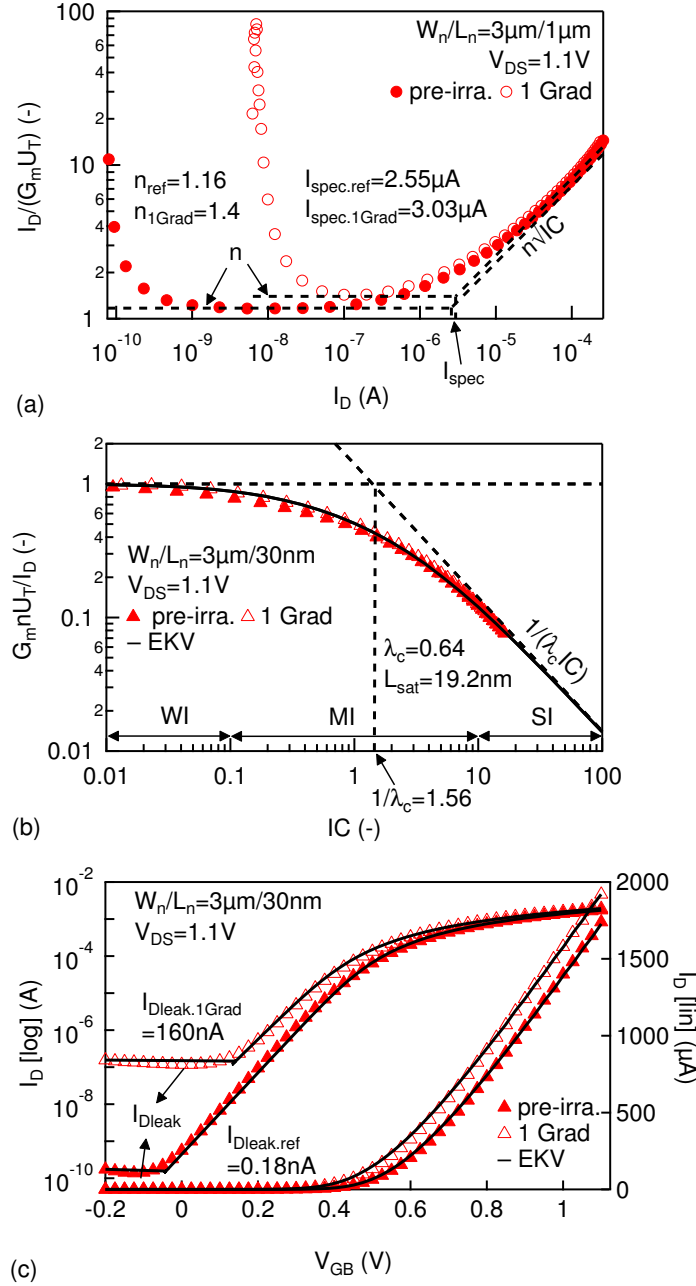 100
W_n/L_n=3µm/1µm
V_DS=1.1V
pre-irra. 1 Grad
I_D/(G_mU_T) (-)
10
n_ref=1.16
n_1Grad=1.4
I_spec.ref=2.55µA
I_spec.1Grad=3.03µA
n
n√IC
1
10^-10 10^-9 10^-8 10^-7 10^-6 10^-5 10^-4
I_spec
(a)
I_D (A)
2
1
8
6
4
2
0.1
8
6
4
2
0.01
G_mnU_T/I_D (-)
W_n/L_n=3µm/30nm
V_DS=1.1V
pre-irra. 1 Grad
– EKV
λ_c=0.64
L_sat=19.2nm
1/(λ_cIC)
WI MI SI
0.01 0.1 1 10 100
1/λ_c=1.56
(b)
IC (-)
10^-2
10^-4
10^-6
10^-8
10^-10
I_D [log] (A)
W_n/L_n=3µm/30nm
V_DS=1.1V
I_Dleak.1Grad
=160nA
I_Dleak
I_Dleak.ref
=0.18nA
pre-irra.
1 Grad
– EKV
2000
1500
1000
500
0
I_D [lin] (µA)
-0.2 0 0.2 0.4 0.6 0.8 1
(c)
V_GB (V)